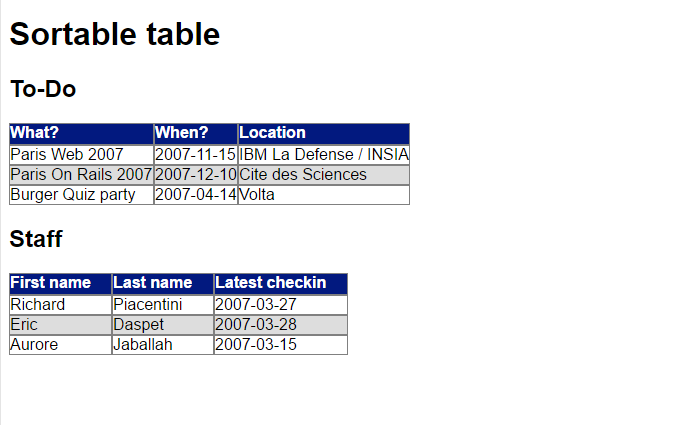 Sortable table
To-Do
What? When? Location
Paris Web 2007 2007-11-15 IBM La Defense / INSIA
Paris On Rails 2007 2007-12-10 Cite des Sciences
Burger Quiz party 2007-04-14 Volta
Staff
First name Last name Latest checkin
Richard Piacentini 2007-03-27
Eric Daspet 2007-03-28
Aurore Jaballah 2007-03-15